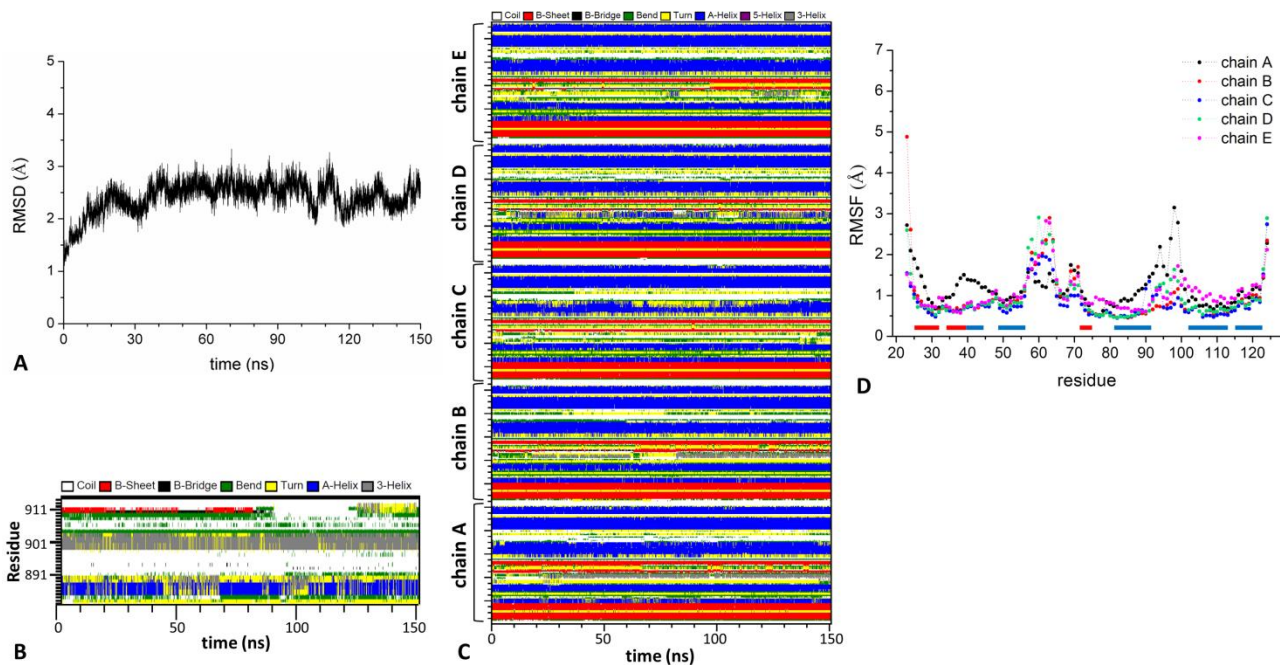 5
4
3
2
1
0
RMSD (Å)
0 30 60 90 120 150
time (ns)
A
Coil B-Sheet B-Bridge Bend Turn A-Helix 3-Helix
911
901
891
Residue
0 50 100 150
time (ns)
B
Coil B-Sheet B-Bridge Bend Turn A-Helix 5-Helix 3-Helix
chain E
chain D
chain C
chain B
chain A
0 50 100 150
time (ns)
C
7
6
5
4
3
2
1
0
RMSF (Å)
chain A
chain B
chain C
chain D
chain E
20 30 40 50 60 70 80 90 100 110 120
residue
D